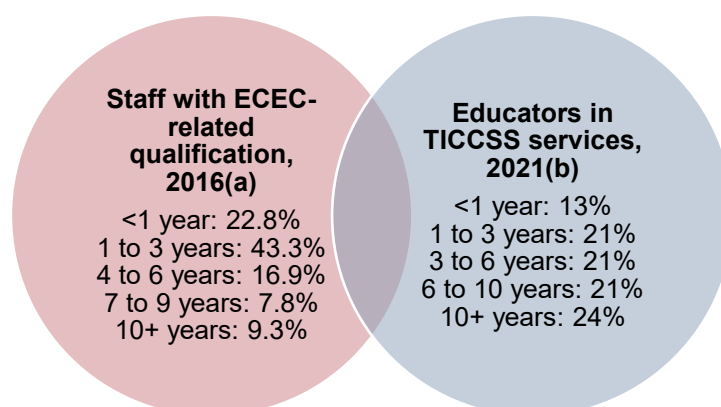 Staff with ECEC-
related
qualification,
2016(a)
<1 year: 22.8%
1 to 3 years: 43.3%
4 to 6 years: 16.9%
7 to 9 years: 7.8%
10+ years: 9.3%
Educators in
TICCSS services,
2021(b)
<1 year: 13%
1 to 3 years: 21%
3 to 6 years: 21%
6 to 10 years: 21%
10+ years: 24%